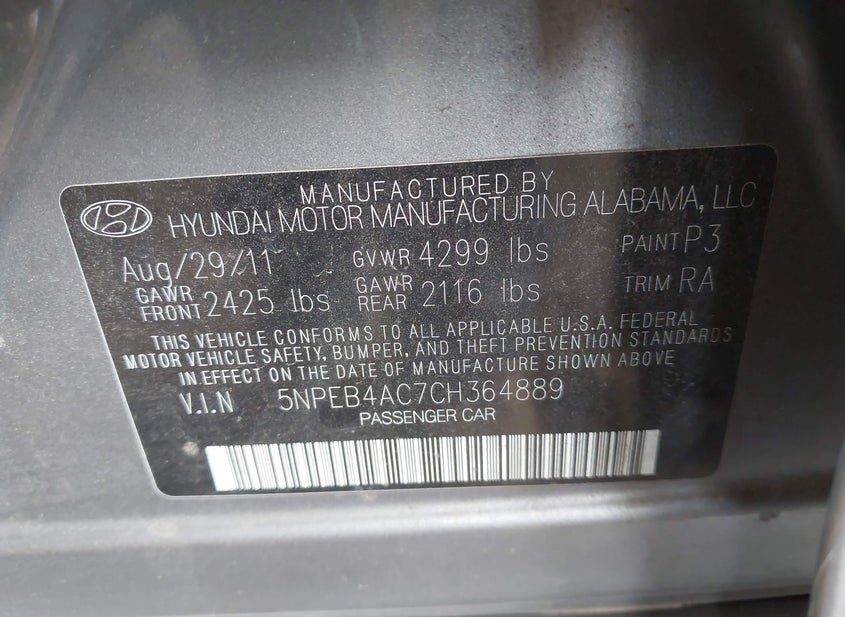 MANUFACTURED BY
HYUNDAI MOTOR MANUFACTURING ALABAMA, LLC
Aug/29/11 GVWR 4299 lbs PAINT P3
GAWR FRONT 2425 lbs GAWR REAR 2116 lbs TRIM RA
THIS VEHICLE CONFORMS TO ALL APPLICABLE U.S.A. FEDERAL
MOTOR VEHICLE SAFETY, BUMPER, AND THEFT PREVENTION STANDARDS
IN EFFECT ON THE DATE OF MANUFACTURE SHOWN ABOVE
V.I.N 5NPEB4AC7CH364889
PASSENGER CAR